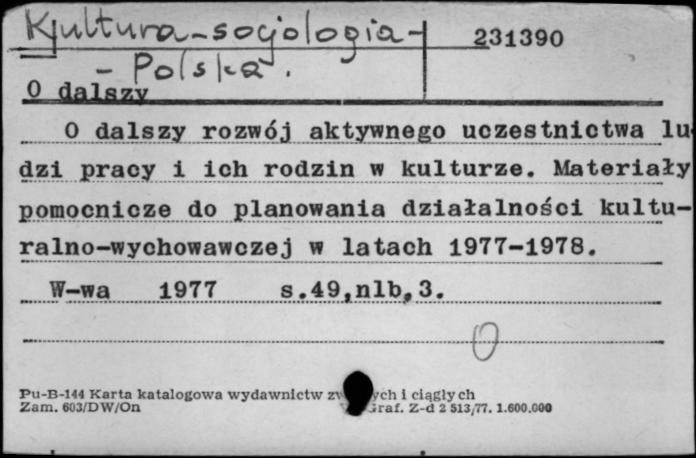 Kultura-socjologia-
- Polska.
231390
O dalszy
O dalszy rozwój aktywnego uczestnictwa lu
dzi pracy i ich rodzin w kulturze. Materiały
pomocnicze do planowania działalności kultu-
ralno-wychowawczej w latach 1977-1978.
W-wa 1977 s.49,nlb,3.
Pu-B-144 Karta katalogowa wydawnictw i ciągłych
Zam. 603/DW/On Graf. Z-d 2 513/77. 1.600.000